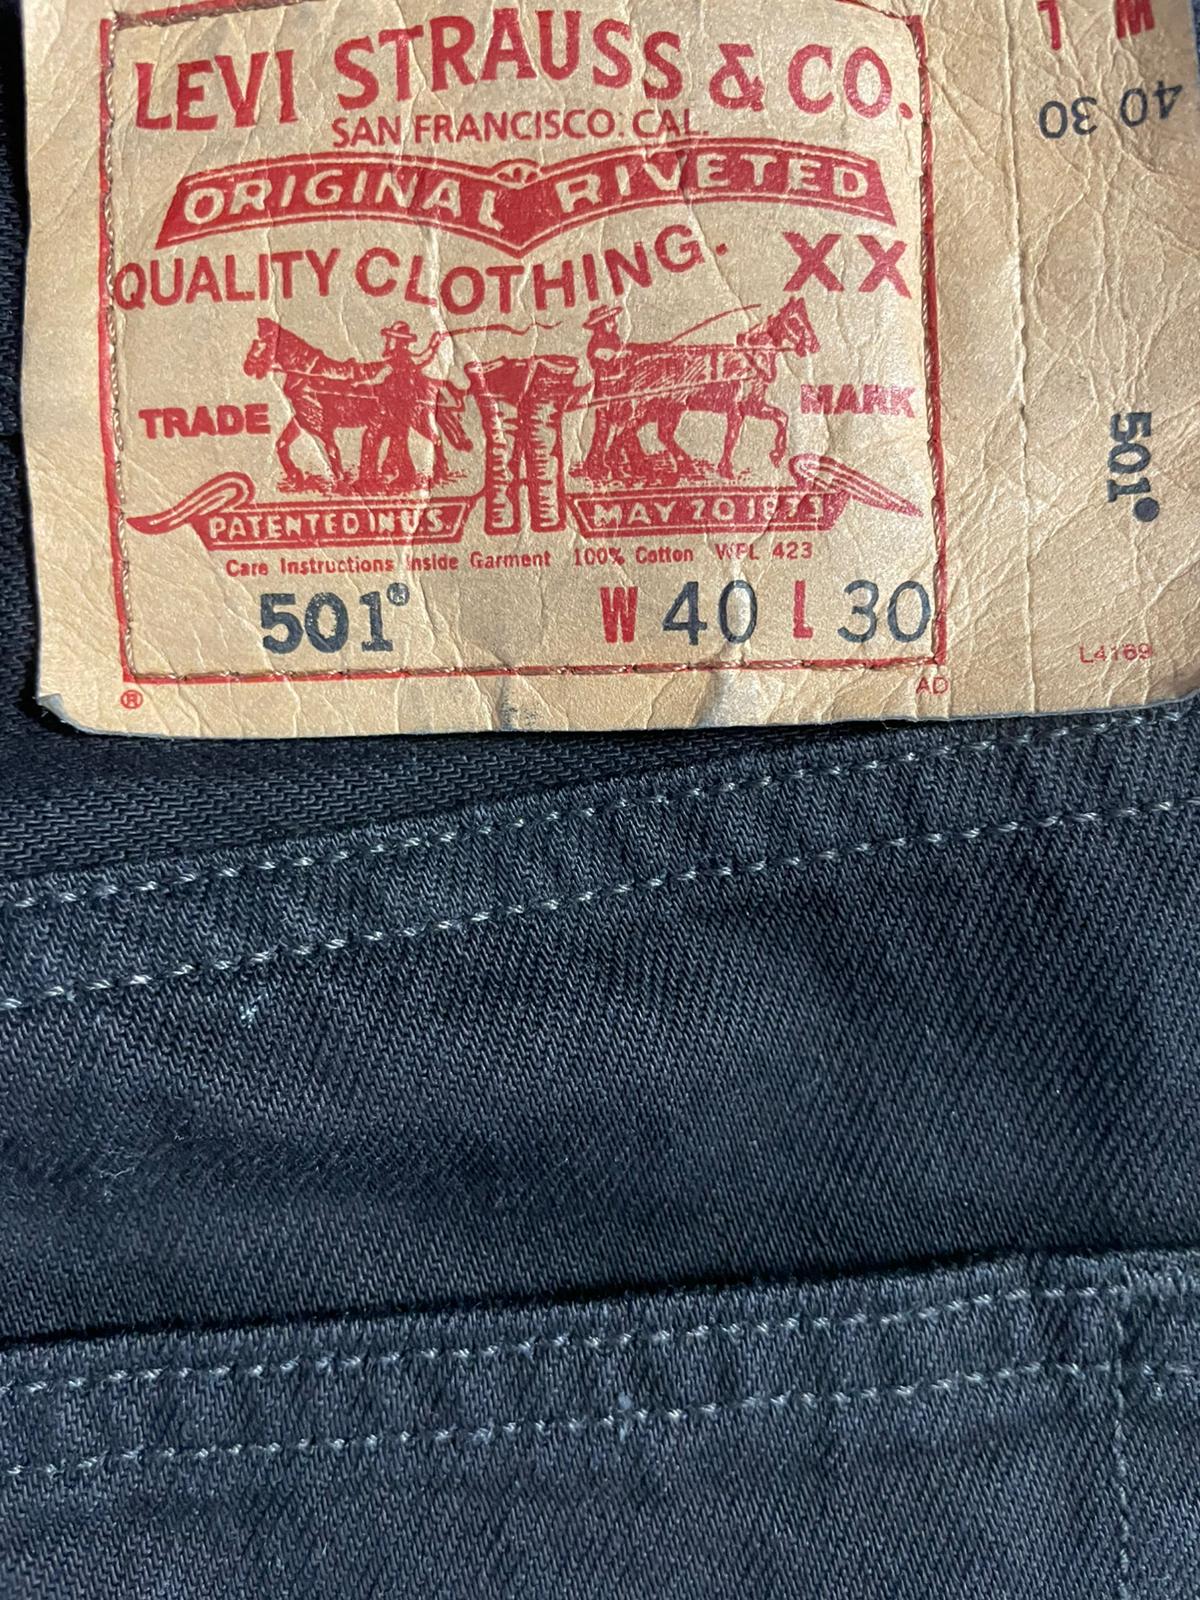 LEVI STRAUSS & CO.
SAN FRANCISCO. CAL.
ORIGINAL RIVETED
QUALITY CLOTHING. XX
TRADE MARK
PATENTED IN U.S. MAY 20 1873
Care Instructions Inside Garment 100% Cotton WPL 423
501® W 40 L 30
®
AD
W L
40 30
501®
L4169